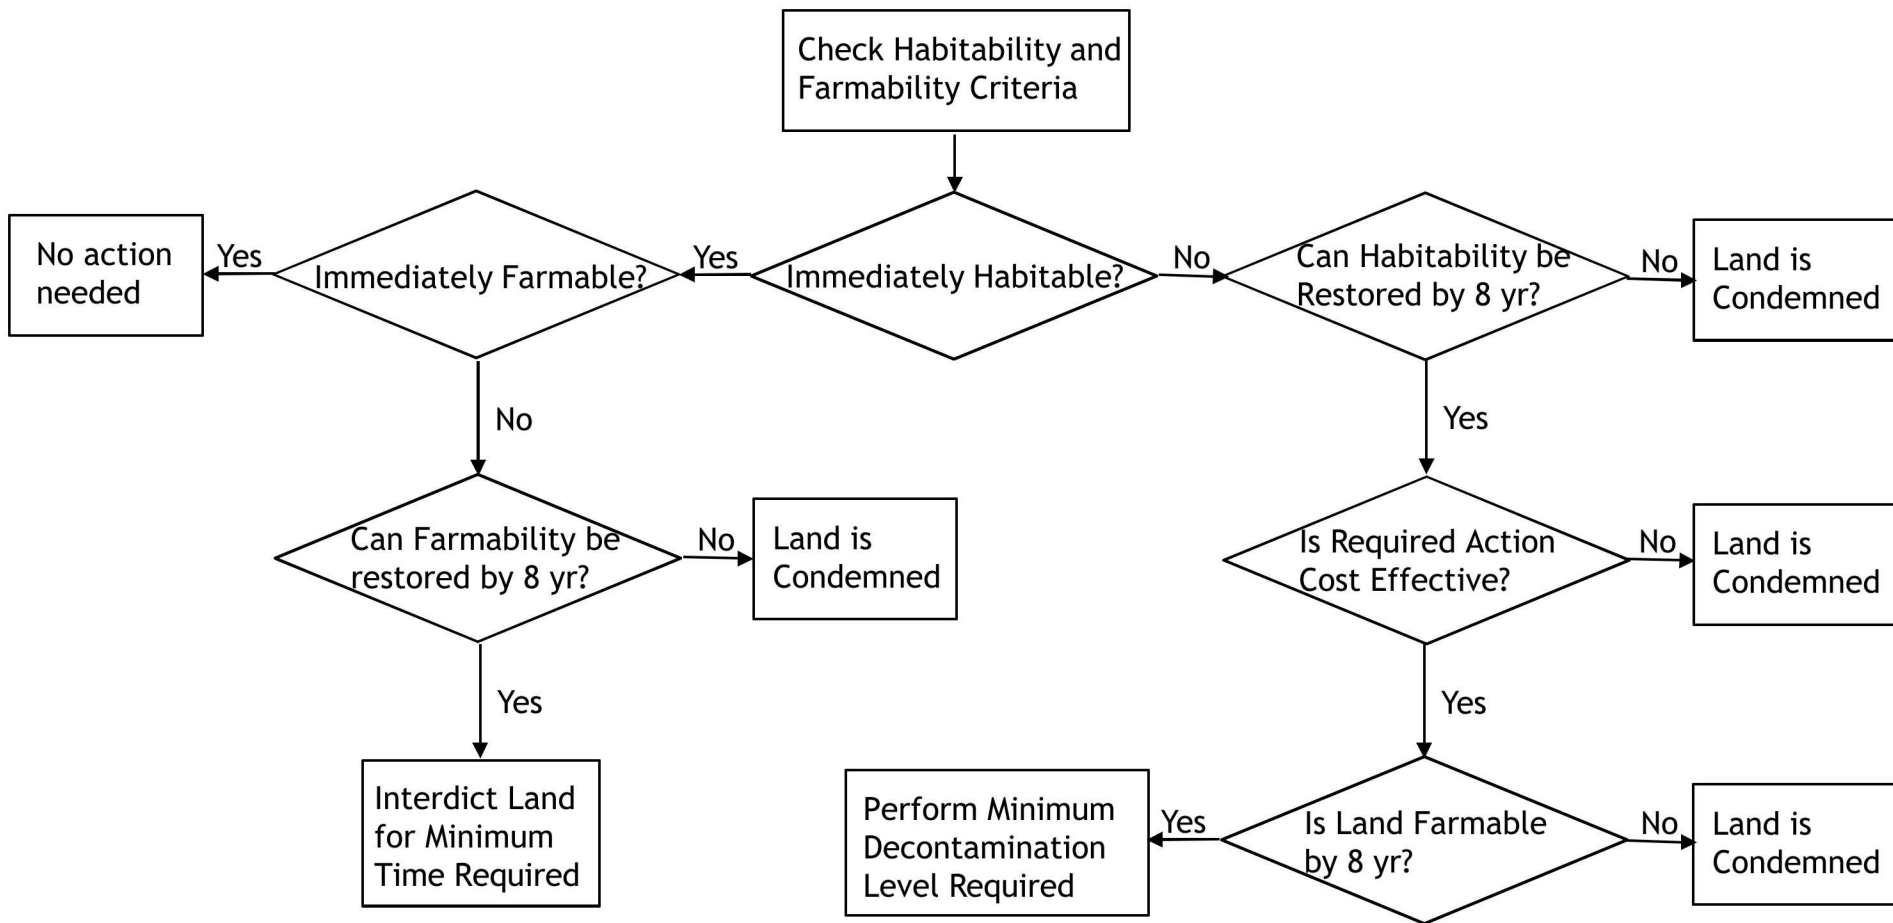 Check Habitability and
Farmability Criteria
No action
needed
Yes
Immediately Farmable?
Yes
Immediately Habitable?
No
Can Habitability be
Restored by 8 yr?
No
Land is
Condemned
No
Yes
Can Farmability be
restored by 8 yr?
No
Land is
Condemned
Is Required Action
Cost Effective?
No
Land is
Condemned
Yes
Yes
Interdict Land
for Minimum
Time Required
Perform Minimum
Decontamination
Level Required
Yes
Is Land Farmable
by 8 yr?
No
Land is
Condemned